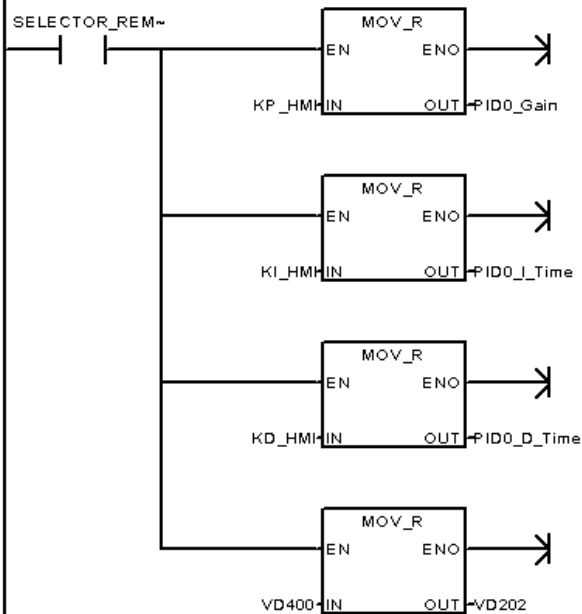 SELECTOR_REM~
MOV_R
EN ENO
KP_HMI IN OUT PID0_Gain
MOV_R
EN ENO
KI_HMI IN OUT PID0_I_Time
MOV_R
EN ENO
KD_HMI IN OUT PID0_D_Time
MOV_R
EN ENO
VD400 IN OUT VD202